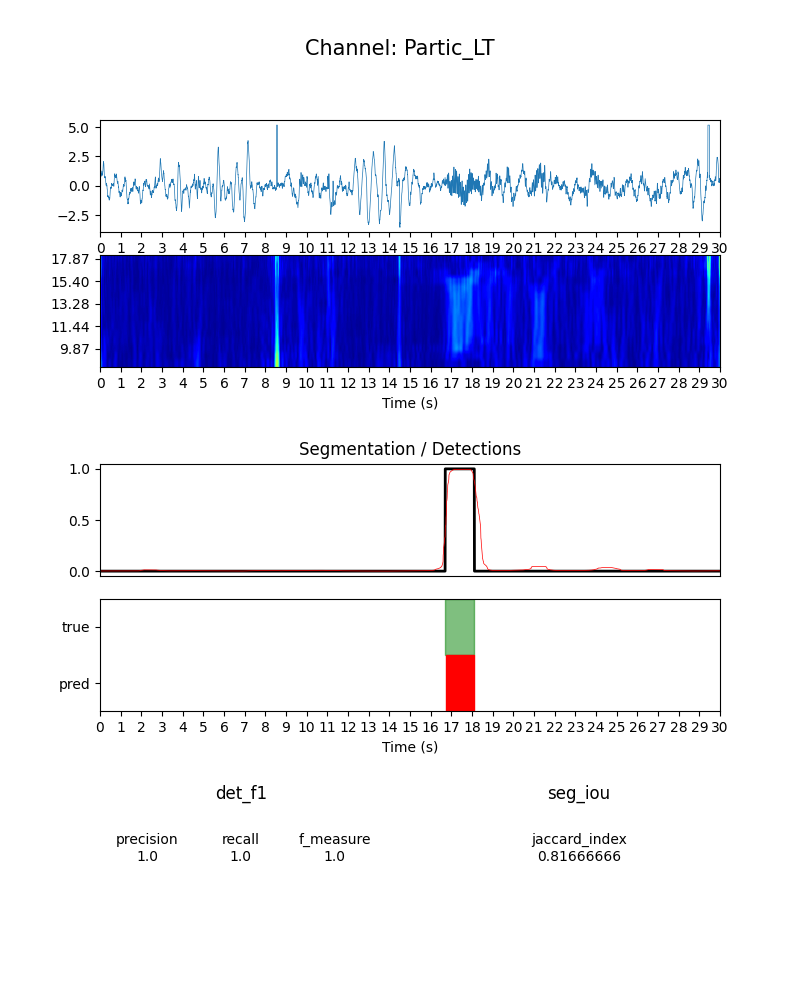 Channel: Partic_LT
5.0
2.5
0.0
−2.5
0 1 2 3 4 5 6 7 8 9 10 11 12 13 14 15 16 17 18 19 20 21 22 23 24 25 26 27 28 29 30
17.87
15.40
13.28
11.44
9.87
0 1 2 3 4 5 6 7 8 9 10 11 12 13 14 15 16 17 18 19 20 21 22 23 24 25 26 27 28 29 30
Time (s)
Segmentation / Detections
1.0
0.5
0.0
true
pred
0 1 2 3 4 5 6 7 8 9 10 11 12 13 14 15 16 17 18 19 20 21 22 23 24 25 26 27 28 29 30
Time (s)
det_f1 seg_iou
precision recall f_measure jaccard_index
1.0 1.0 1.0 0.81666666